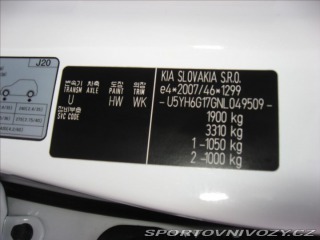 J20
KIA SLOVAKIA S.R.O.
e4*2007/46*1299
U5YH6G17GNL049509
1900 kg
3310 kg
1 -1050 kg
2 -1000 kg
변속기 차축 도장 내장
TRANSM AXLE PAINT TRIM
U HW WK
SVC CODE
SPORTOVNIVOZY.CZ